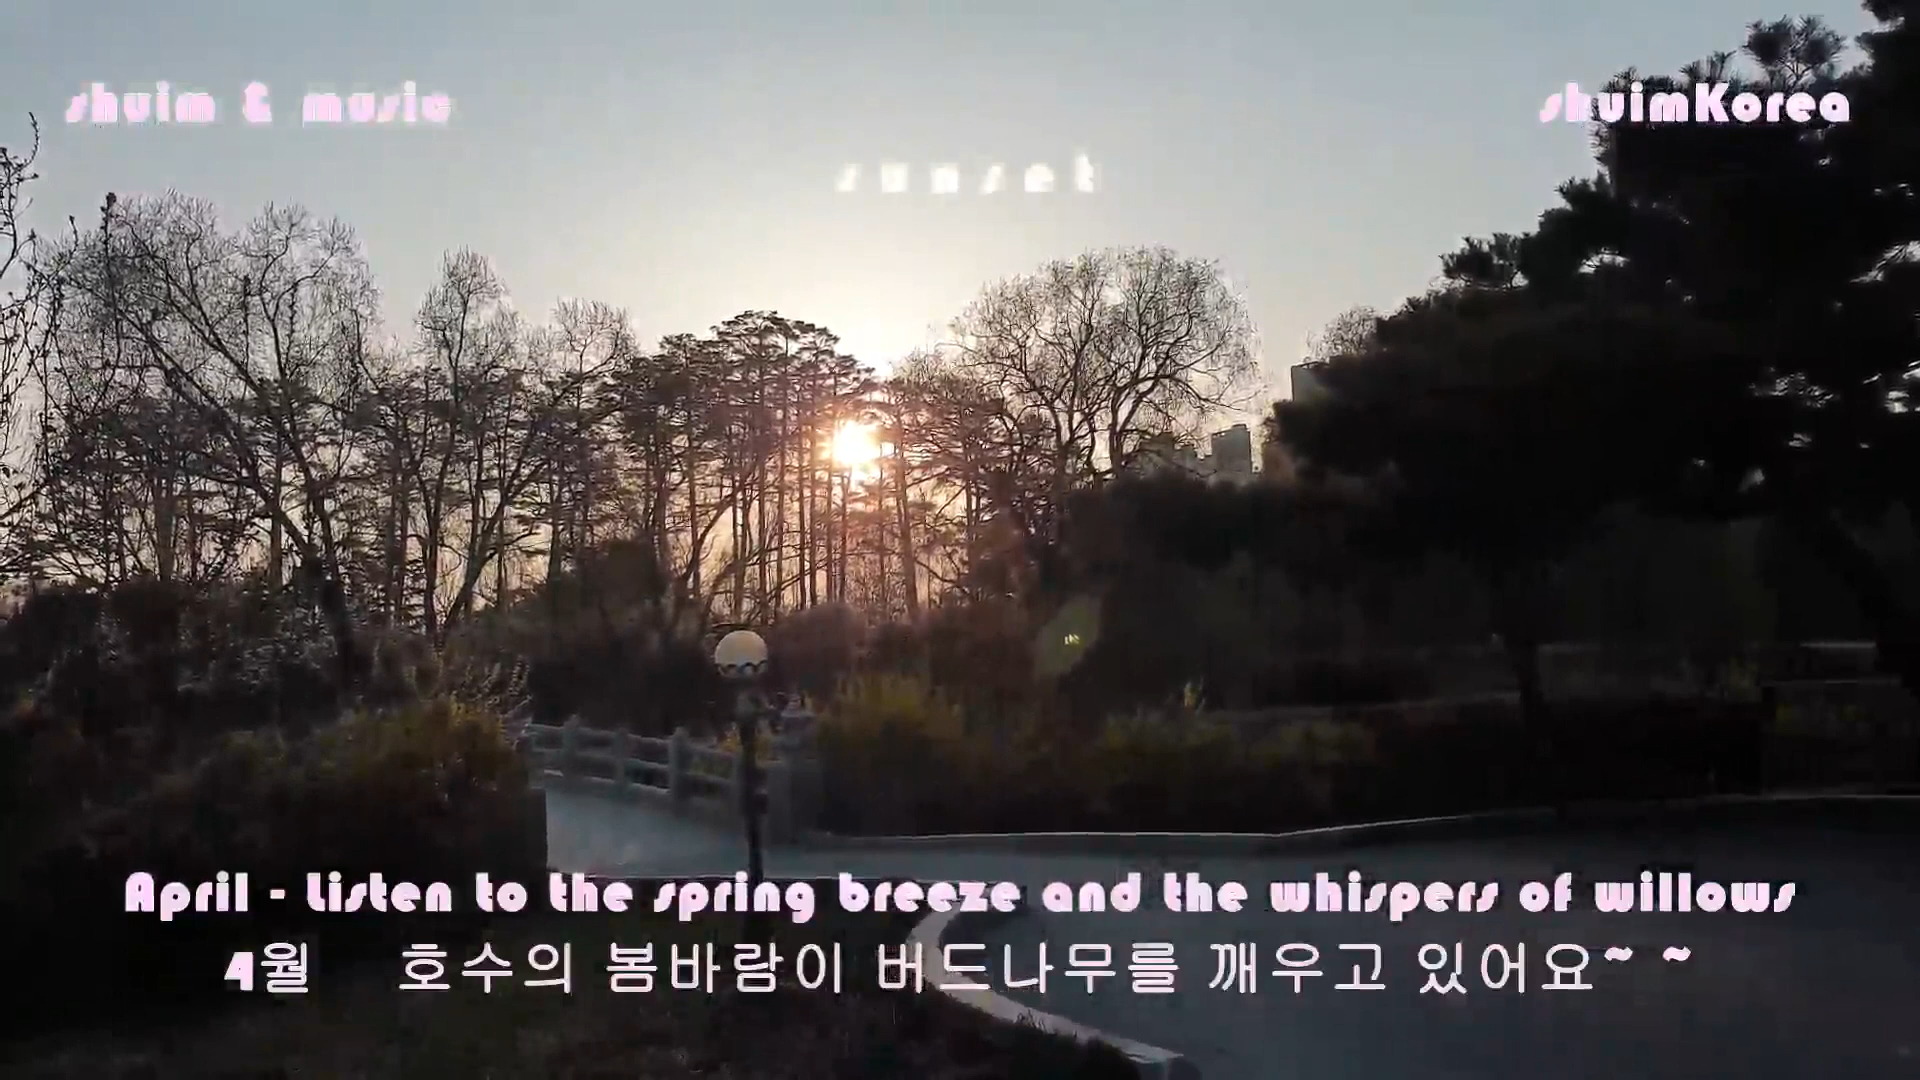 shuim & music
shuimKorea
sunset
April - Listen to the spring breeze and the whispers of willows
4월 호수의 봄바람이 버드나무를 깨우고 있어요~ ~